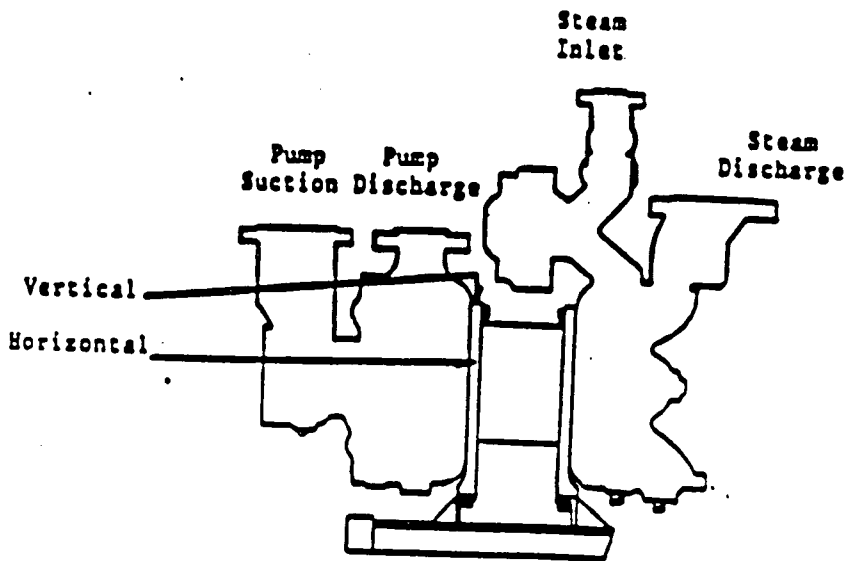 Steam
Inlet
Steam
Discharge
Pump
Suction
Pump
Discharge
Vertical
Horizontal